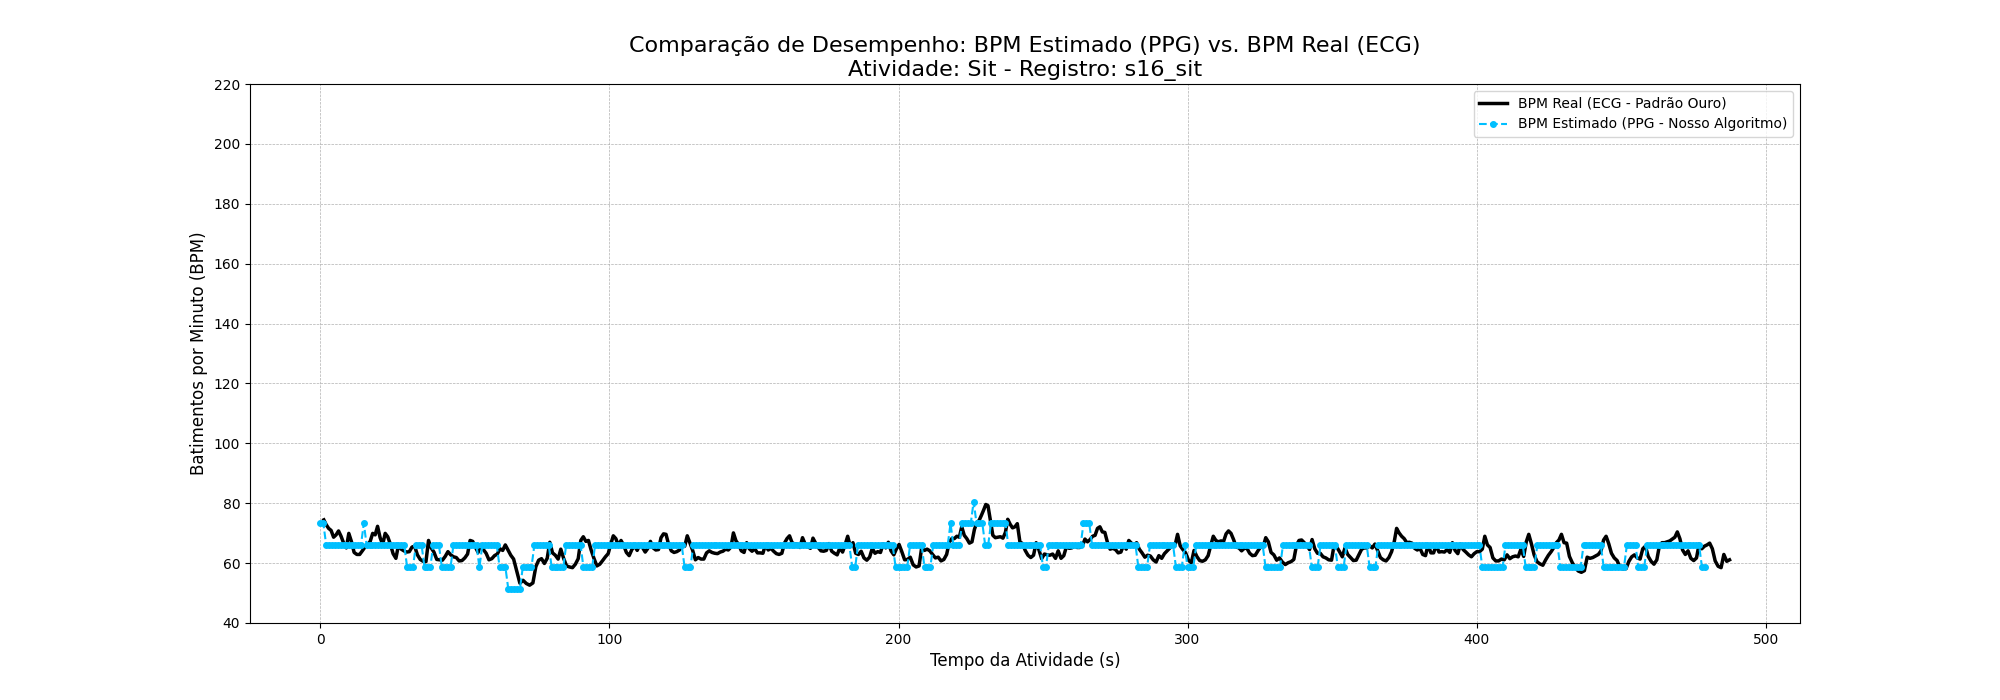 Comparação de Desempenho: BPM Estimado (PPG) vs. BPM Real (ECG)
Atividade: Sit - Registro: s16_sit
BPM Real (ECG - Padrão Ouro)
BPM Estimado (PPG - Nosso Algoritmo)
Batimentos por Minuto (BPM)
220
200
180
160
140
120
100
80
60
40
0
100
200
300
400
500
Tempo da Atividade (s)